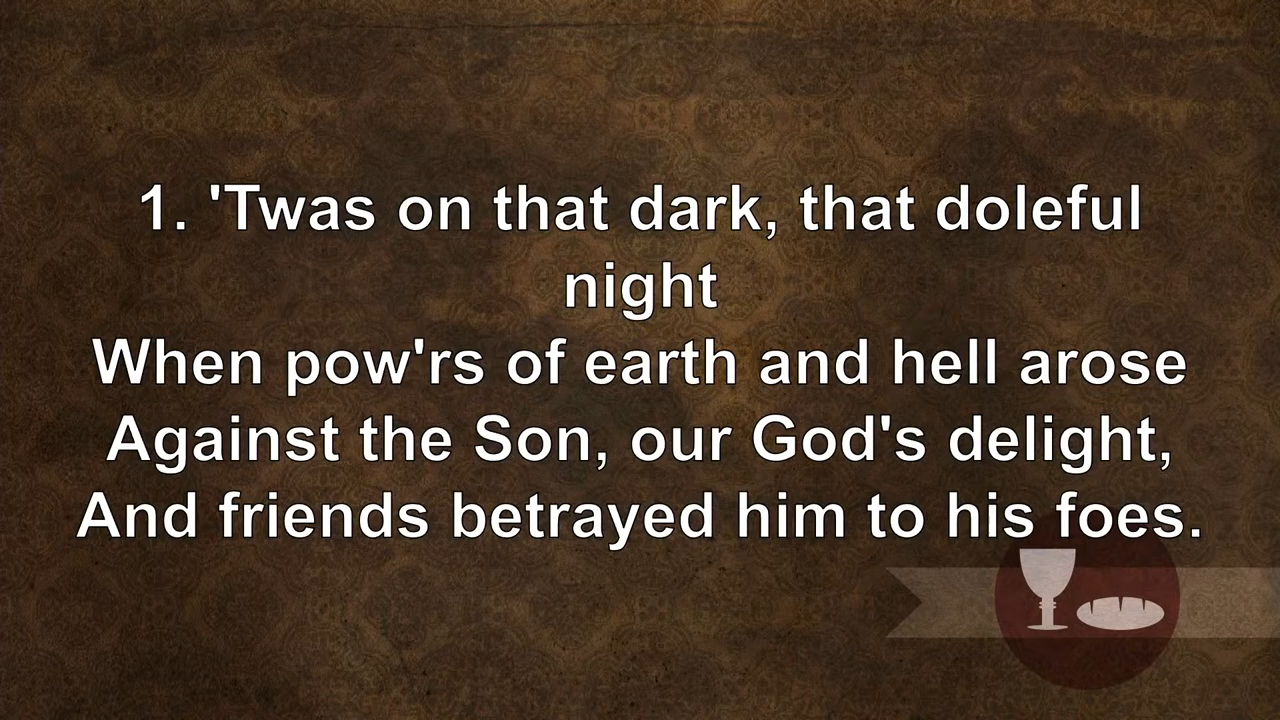 1. 'Twas on that dark, that doleful
night
When pow'rs of earth and hell arose
Against the Son, our God's delight,
And friends betrayed him to his foes.